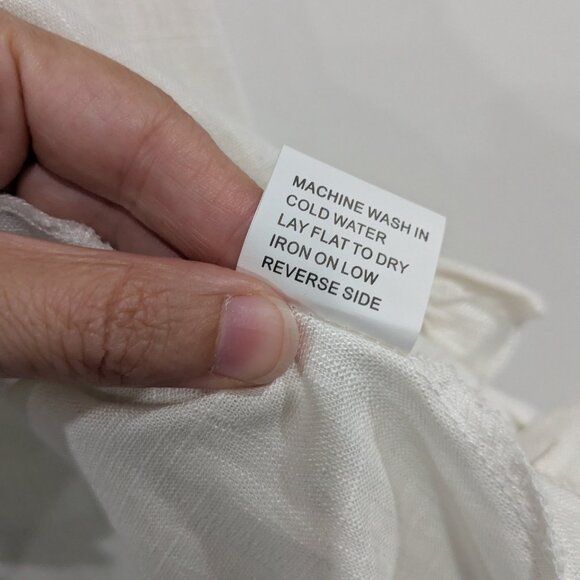 MACHINE WASH IN
COLD WATER
LAY FLAT TO DRY
IRON ON LOW
REVERSE SIDE